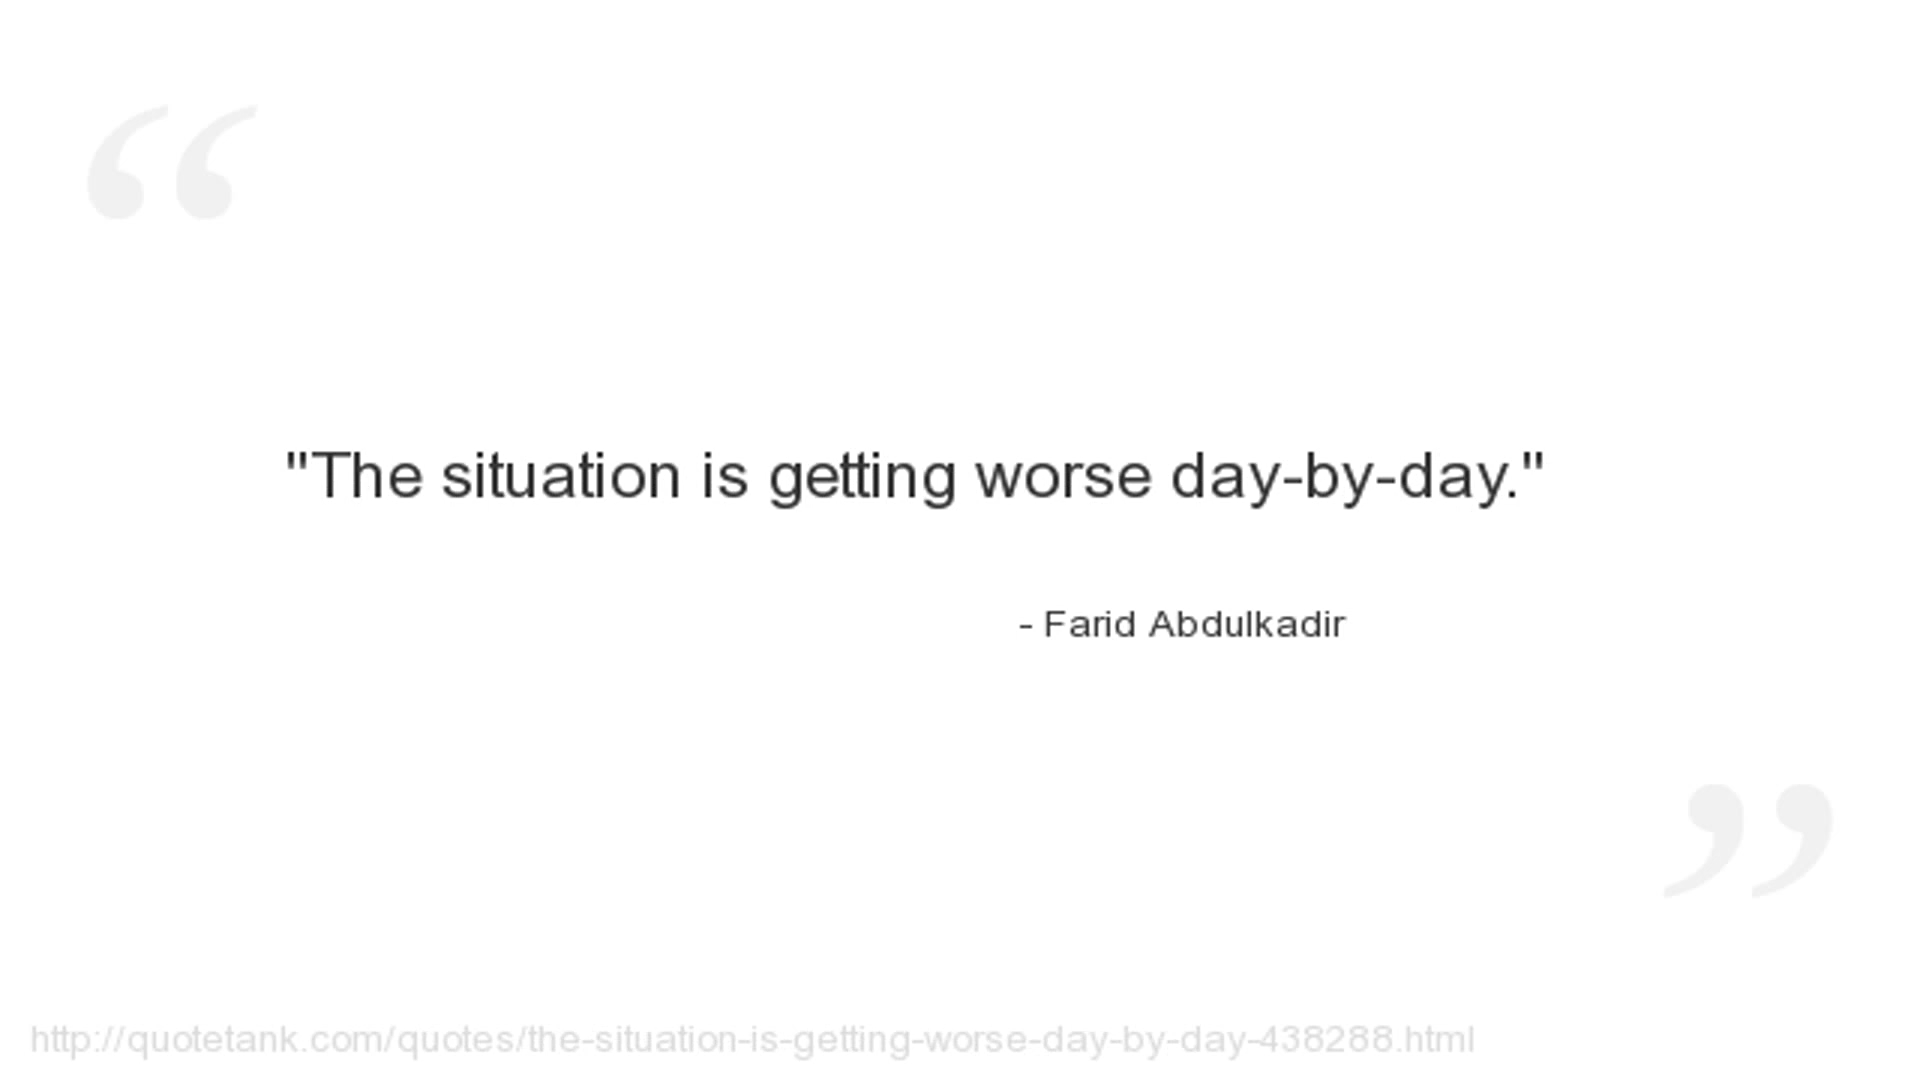 "The situation is getting worse day-by-day."
- Farid Abdulkadir
http://quotetank.com/quotes/the-situation-is-getting-worse-day-by-day-438288.html